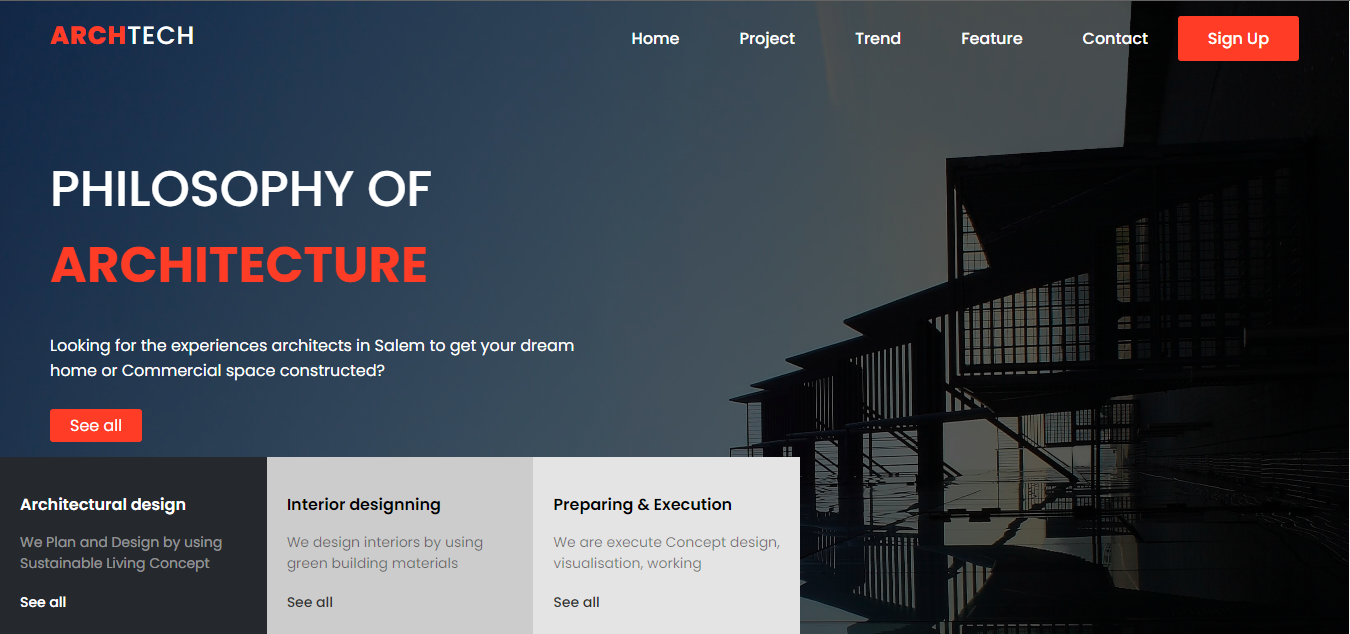 ARCHTECH
Home Project Trend Feature Contact Sign Up
PHILOSOPHY OF
ARCHITECTURE
Looking for the experiences architects in Salem to get your dream
home or Commercial space constructed?
See all
Architectural design
We Plan and Design by using
Sustainable Living Concept
See all
Interior designning
We design interiors by using
green building materials
See all
Preparing & Execution
We are execute Concept design,
visualisation, working
See all